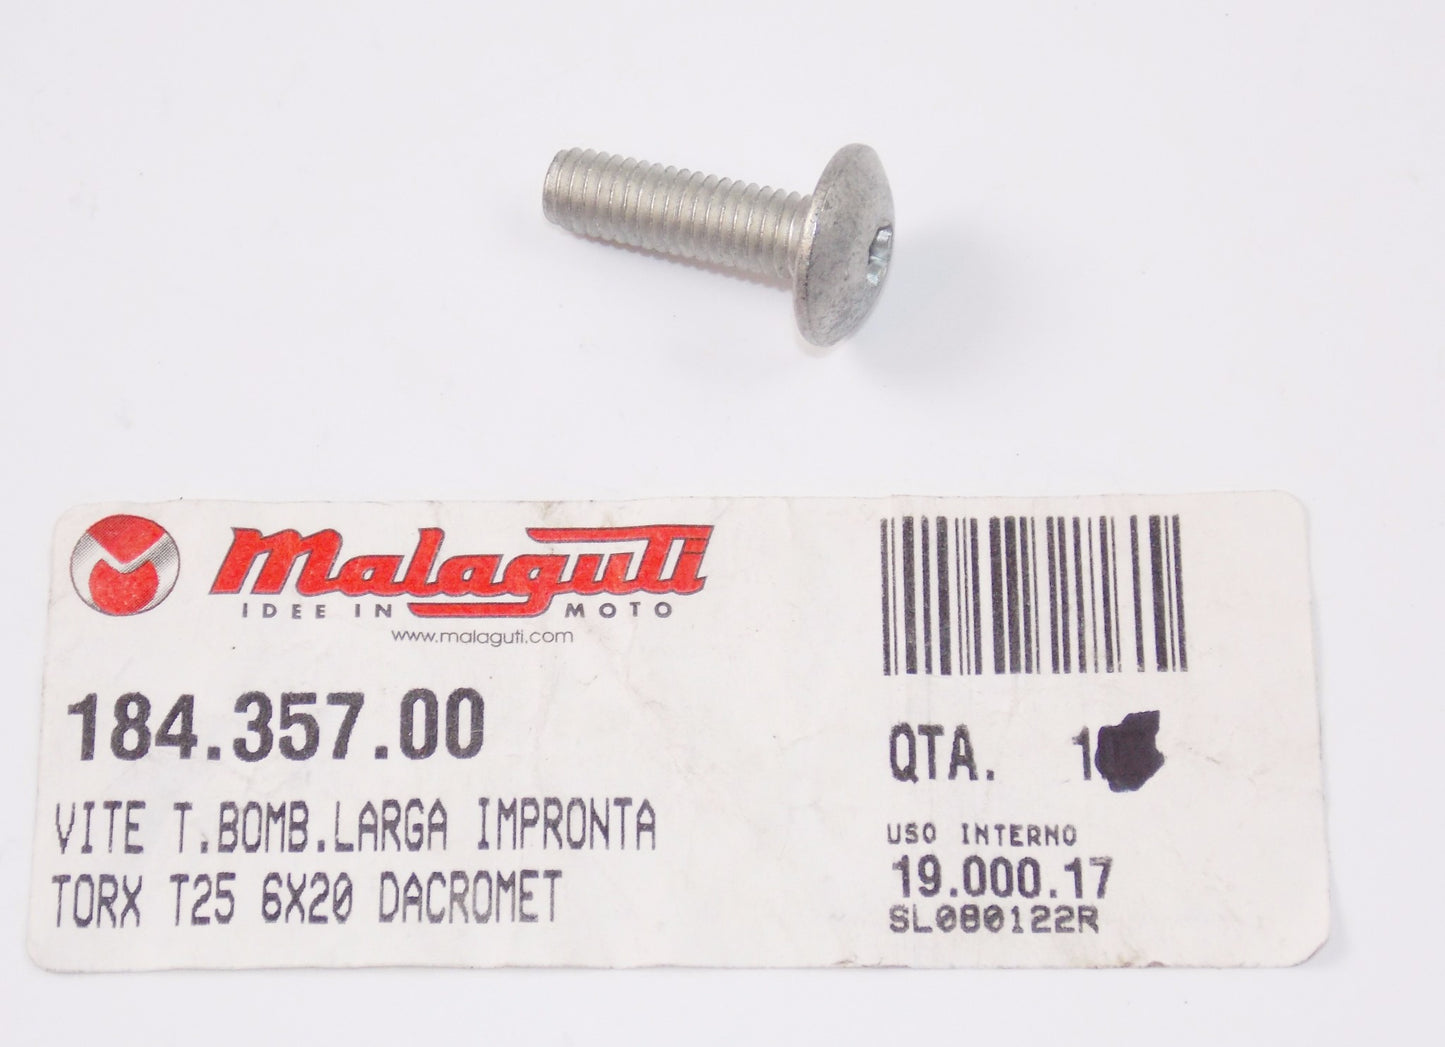 Malaguti
IDEE IN MOTO
www.malaguti.com
184.357.00
VITE T.BOMB.LARGA IMPRONTA
TORX T25 6X20 DACROMET
QTA. 1
USO INTERNO
19.000.17
SL080122R